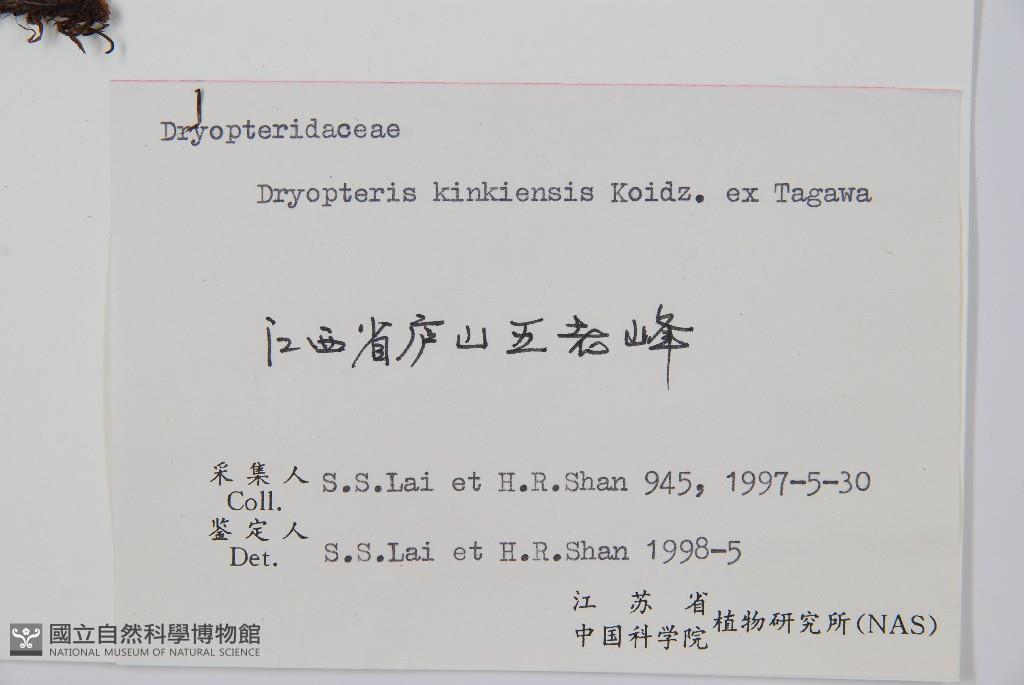 Dryopteridaceae
Dryopteris kinkiensis Koidz. ex Tagawa
江西省庐山五老峰
采集人 S.S.Lai et H.R.Shan 945, 1997-5-30
Coll.
鉴定人
Det. S.S.Lai et H.R.Shan 1998-5
江苏省
中国科学院 植物研究所(NAS)
國立自然科學博物館
NATIONAL MUSEUM OF NATURAL SCIENCE